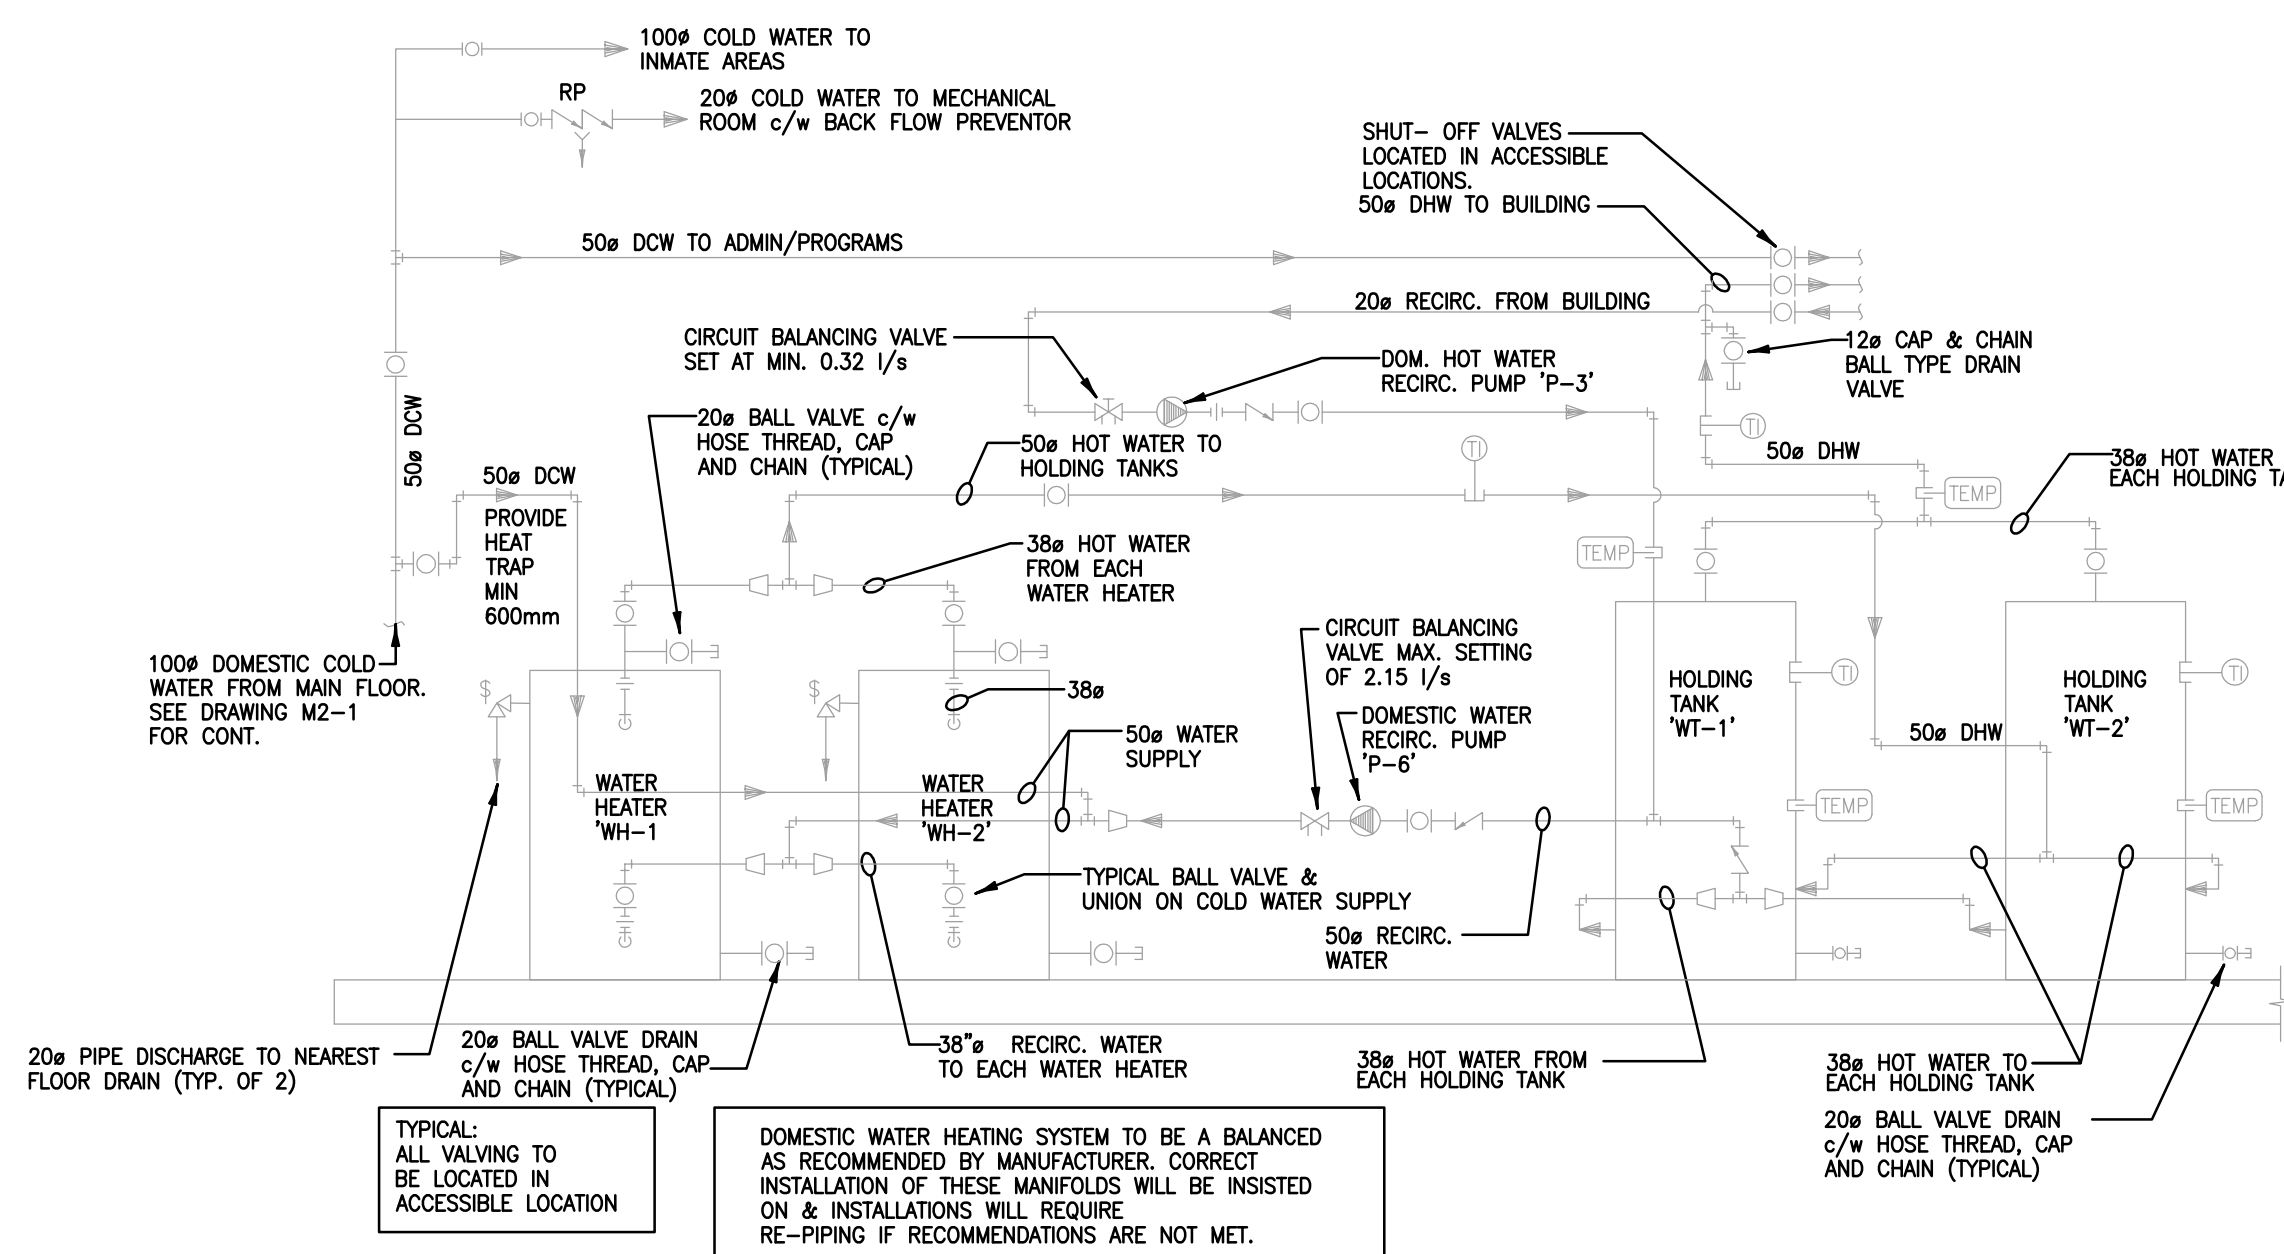 100ø COLD WATER TO
INMATE AREAS
RP
20ø COLD WATER TO MECHANICAL
ROOM c/w BACK FLOW PREVENTOR
SHUT- OFF VALVES
LOCATED IN ACCESSIBLE
LOCATIONS.
50ø DHW TO BUILDING
50ø DCW TO ADMIN/PROGRAMS
20ø RECIRC. FROM BUILDING
CIRCUIT BALANCING VALVE
SET AT MIN. 0.32 l/s
DOM. HOT WATER
RECIRC. PUMP 'P-3'
12ø CAP & CHAIN
BALL TYPE DRAIN
VALVE
50ø DCW
20ø BALL VALVE c/w
HOSE THREAD, CAP
AND CHAIN (TYPICAL)
50ø HOT WATER TO
HOLDING TANKS
TI
TI
50ø DHW
38ø HOT WATER
EACH HOLDING TA
50ø DCW
PROVIDE
HEAT
TRAP
MIN
600mm
TEMP
TEMP
38ø HOT WATER
FROM EACH
WATER HEATER
100ø DOMESTIC COLD
WATER FROM MAIN FLOOR.
SEE DRAWING M2-1
FOR CONT.
CIRCUIT BALANCING
VALVE MAX. SETTING
OF 2.15 l/s
HOLDING
TANK
'WT-1'
TI
HOLDING
TANK
'WT-2'
TI
38ø
DOMESTIC WATER
RECIRC. PUMP
'P-6'
50ø WATER
SUPPLY
50ø DHW
WATER
HEATER
'WH-1
WATER
HEATER
'WH-2'
TEMP
TEMP
TYPICAL BALL VALVE &
UNION ON COLD WATER SUPPLY
50ø RECIRC.
WATER
20ø PIPE DISCHARGE TO NEAREST
FLOOR DRAIN (TYP. OF 2)
20ø BALL VALVE DRAIN
c/w HOSE THREAD, CAP
AND CHAIN (TYPICAL)
38"ø RECIRC. WATER
TO EACH WATER HEATER
38ø HOT WATER FROM
EACH HOLDING TANK
38ø HOT WATER TO
EACH HOLDING TANK
20ø BALL VALVE DRAIN
c/w HOSE THREAD, CAP
AND CHAIN (TYPICAL)
TYPICAL:
ALL VALVING TO
BE LOCATED IN
ACCESSIBLE LOCATION
DOMESTIC WATER HEATING SYSTEM TO BE A BALANCED
AS RECOMMENDED BY MANUFACTURER. CORRECT
INSTALLATION OF THESE MANIFOLDS WILL BE INSISTED
ON & INSTALLATIONS WILL REQUIRE
RE-PIPING IF RECOMMENDATIONS ARE NOT MET.